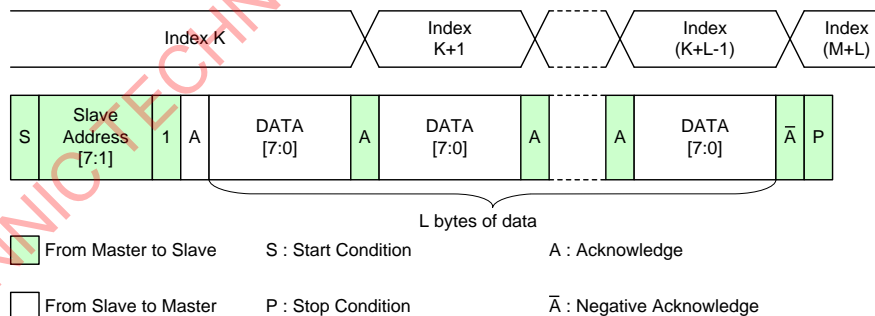 Index K
Index
K+1
Index
(K+L-1)
Index
(M+L)
S
Slave
Address
[7:1]
1
A
DATA
[7:0]
A
DATA
[7:0]
A
A
DATA
[7:0]
A̅
P
L bytes of data
From Master to Slave
S : Start Condition
A : Acknowledge
From Slave to Master
P : Stop Condition
A̅ : Negative Acknowledge
NNIC TECHN